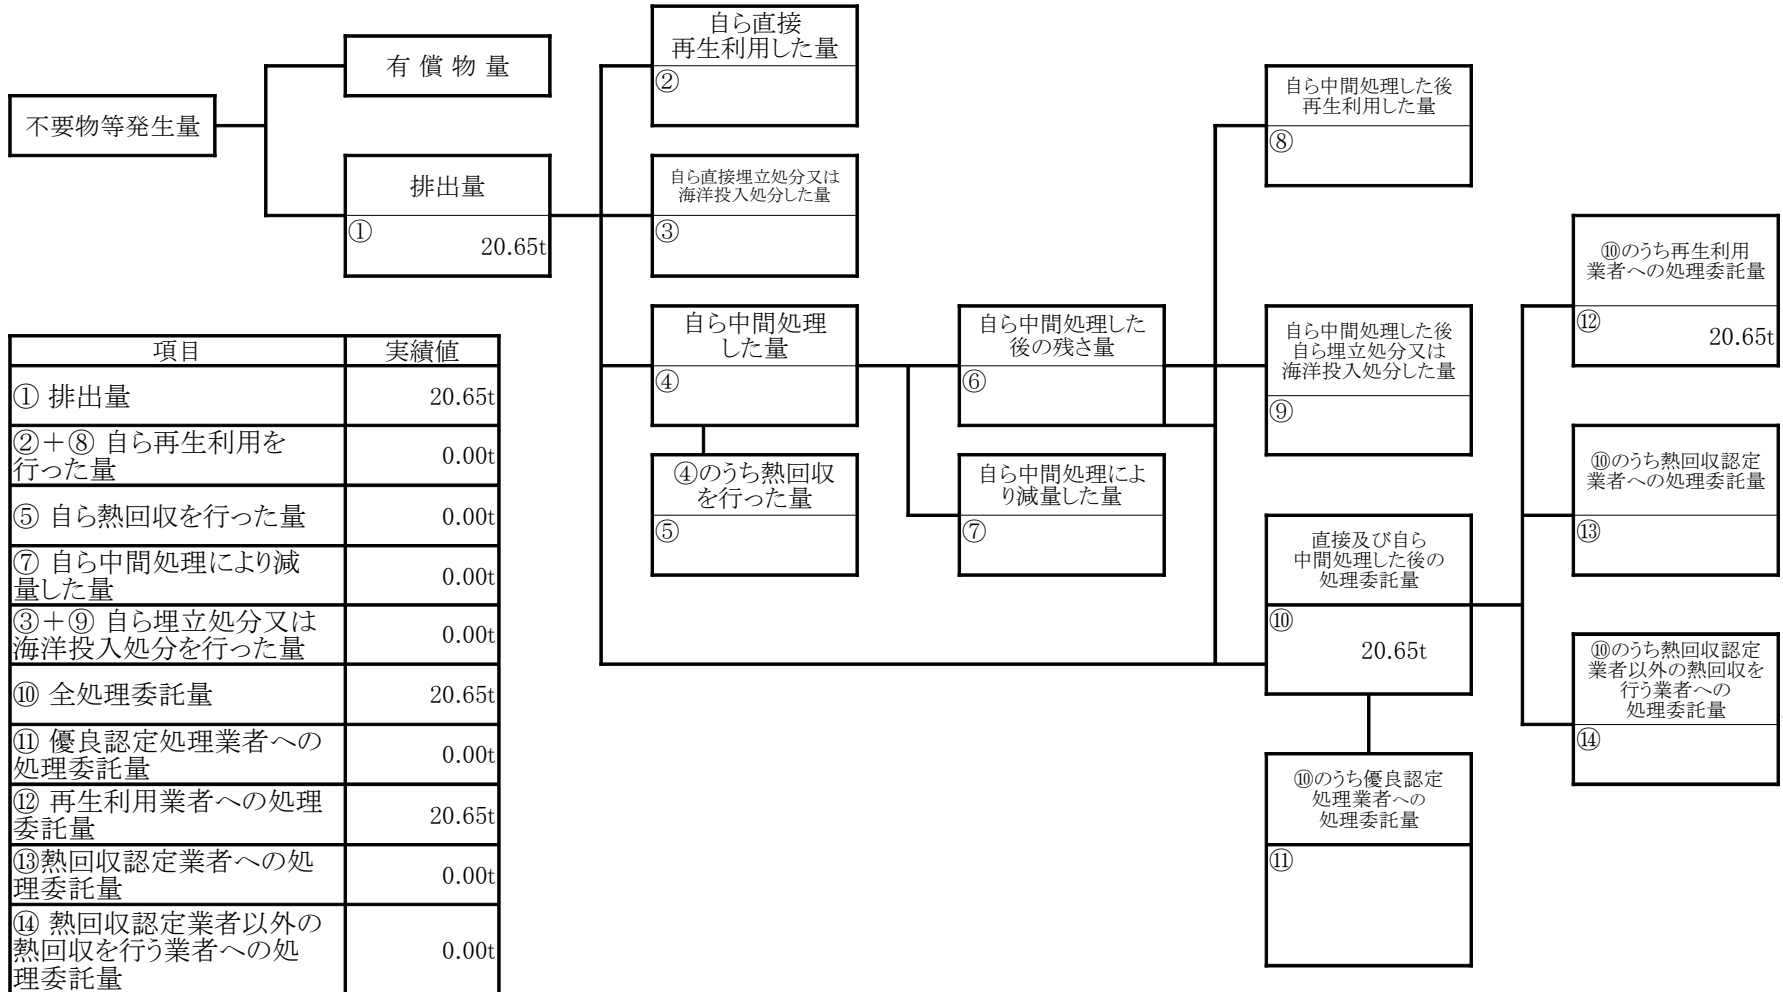 不要物等発生量
有 償 物 量
排出量
①
20.65t
自ら直接
再生利用した量
②
自ら直接埋立処分又は
海洋投入処分した量
③
自ら中間処理
した量
④
④のうち熱回収
を行った量
⑤
自ら中間処理した
後の残さ量
⑥
自ら中間処理によ
り減量した量
⑦
自ら中間処理した後
再生利用した量
⑧
自ら中間処理した後
自ら埋立処分又は
海洋投入処分した量
⑨
直接及び自ら
中間処理した後の
処理委託量
⑩
20.65t
⑩のうち優良認定
処理業者への
処理委託量
⑪
⑩のうち再生利用
業者への処理委託量
⑫
20.65t
⑩のうち熱回収認定
業者への処理委託量
⑬
⑩のうち熱回収認定
業者以外の熱回収を
行う業者への
処理委託量
⑭
項目 実績値
① 排出量 20.65t
②＋⑧ 自ら再生利用を
行った量 0.00t
⑤ 自ら熱回収を行った量 0.00t
⑦ 自ら中間処理により減
量した量 0.00t
③＋⑨ 自ら埋立処分又は
海洋投入処分を行った量 0.00t
⑩ 全処理委託量 20.65t
⑪ 優良認定処理業者への
処理委託量 0.00t
⑫ 再生利用業者への処理
委託量 20.65t
⑬熱回収認定業者への処
理委託量 0.00t
⑭ 熱回収認定業者以外の
熱回収を行う業者への処
理委託量 0.00t